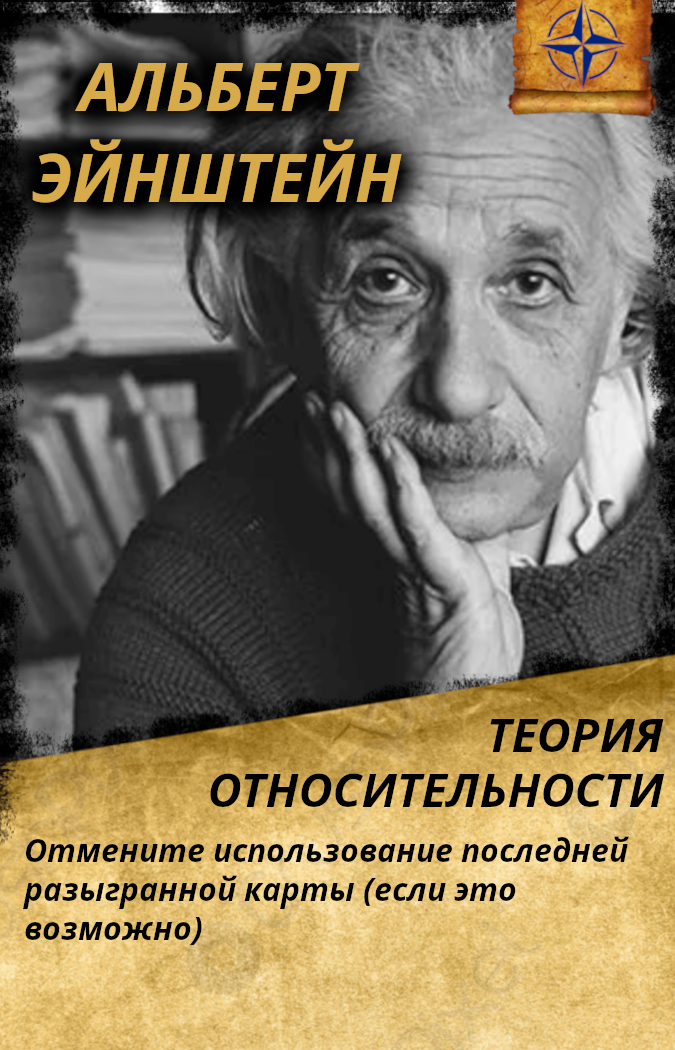 АЛЬБЕРТ
ЭЙНШТЕЙН
ТЕОРИЯ
ОТНОСИТЕЛЬНОСТИ
Отмените использование последней
разыгранной карты (если это
возможно)